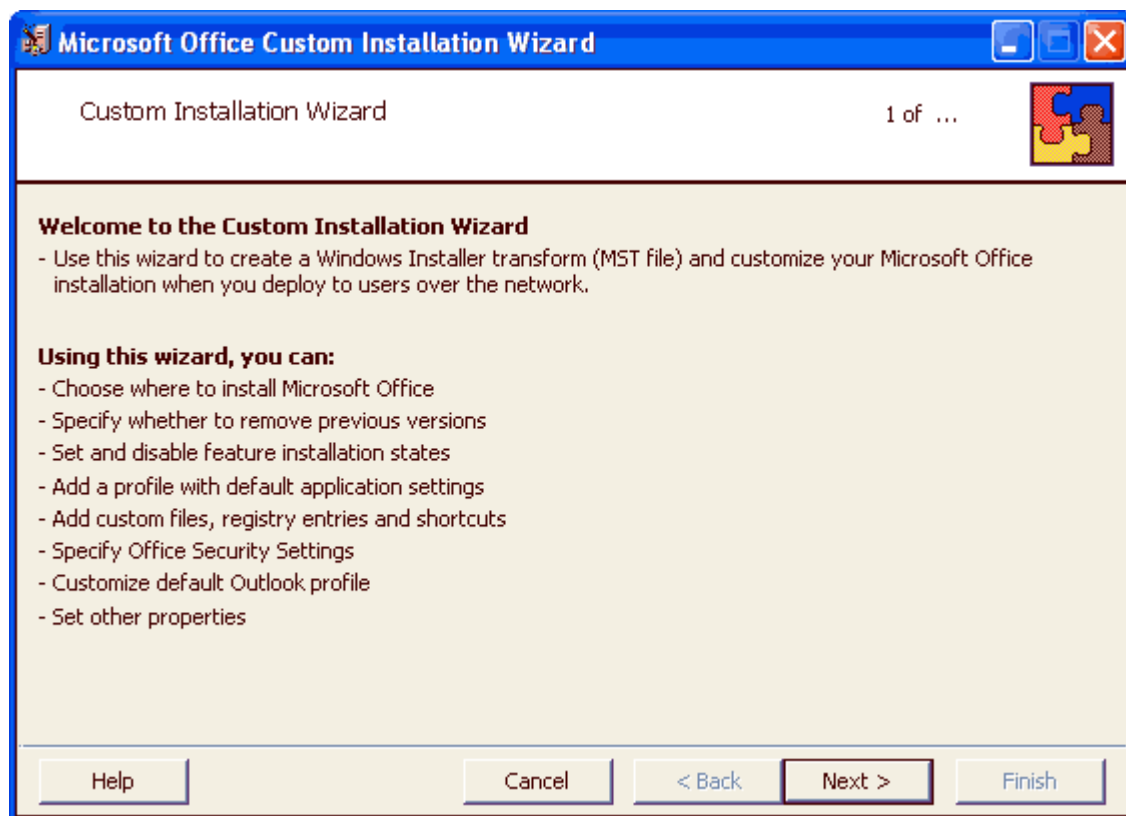 Microsoft Office Custom Installation Wizard
Custom Installation Wizard
1 of ...
Welcome to the Custom Installation Wizard
- Use this wizard to create a Windows Installer transform (MST file) and customize your Microsoft Office
installation when you deploy to users over the network.
Using this wizard, you can:
- Choose where to install Microsoft Office
- Specify whether to remove previous versions
- Set and disable feature installation states
- Add a profile with default application settings
- Add custom files, registry entries and shortcuts
- Specify Office Security Settings
- Customize default Outlook profile
- Set other properties
Help
Cancel
< Back
Next >
Finish